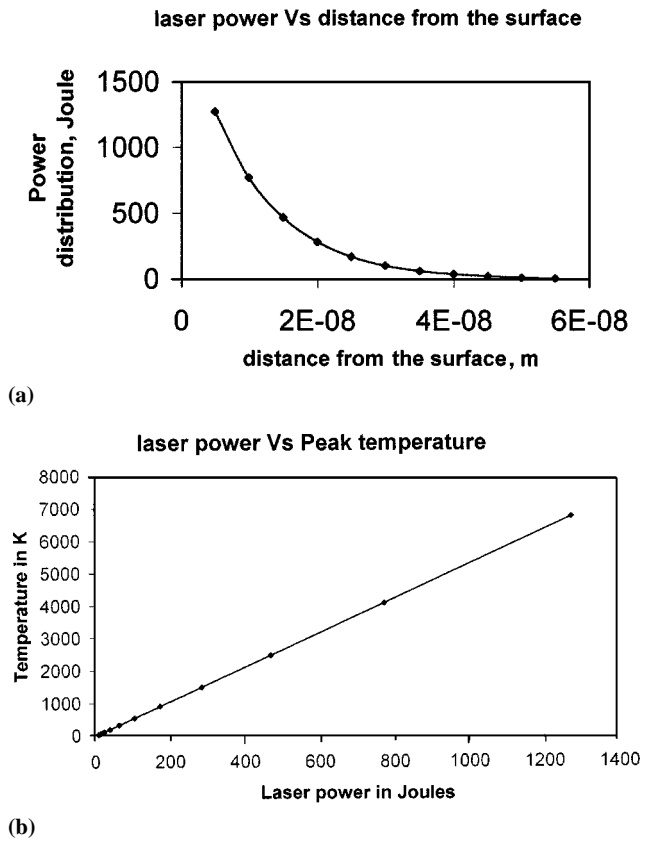 laser power Vs distance from the surface
Power
distribution, Joule
1500
1000
500
0
0 2E-08 4E-08 6E-08
distance from the surface, m
(a)
laser power Vs Peak temperature
Temperature in K
8000
7000
6000
5000
4000
3000
2000
1000
0
0 200 400 600 800 1000 1200 1400
Laser power in Joules
(b)